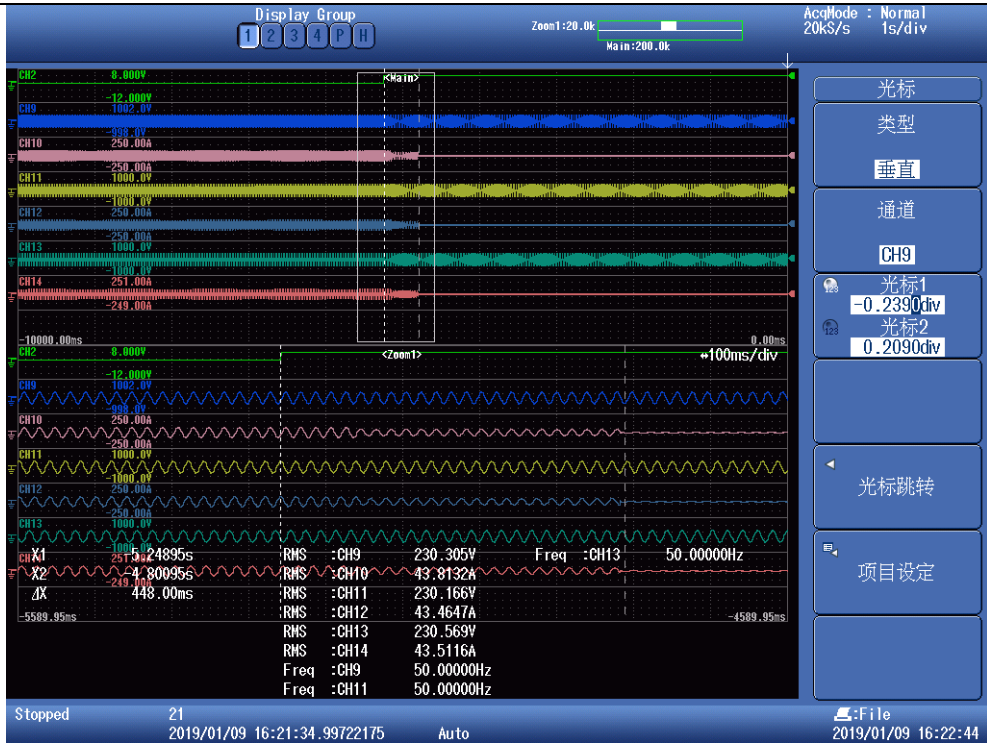 Display Group
1 2 3 4 P H
Zoom1:20.0k
Main:200.0k
AcqMode : Normal
20kS/s 1s/div
CH2 8.000V
<Main>
-12.000V
CH9 1002.0V
-998.0V
CH10 250.00A
-250.00A
CH11 1000.0V
-1000.0V
CH12 250.00A
-250.00A
CH13 1000.0V
-1000.0V
CH14 251.00A
-249.00A
-10000.00ms 0.00ms
CH2 8.000V
<Zoom1>
↔100ms/div
-12.000V
CH9 1002.0V
-998.0V
CH10 250.00A
-250.00A
CH11 1000.0V
-1000.0V
CH12 250.00A
-250.00A
CH13 1000.0V
-1000.0V
X1 -5.24895s RMS :CH9 230.305V Freq :CH13 50.00000Hz
X2 -4.80095s RMS :CH10 43.8132A
-249.00A
⊿X 448.00ms RMS :CH11 230.166V
RMS :CH12 43.4647A
-5589.95ms -4589.95ms
RMS :CH13 230.569V
RMS :CH14 43.5116A
Freq :CH9 50.00000Hz
Freq :CH11 50.00000Hz
光标
类型
垂直
通道
CH9
光标1
-0.2390div
光标2
0.2090div
光标跳转
项目设定
Stopped 21
2019/01/09 16:21:34.99722175 Auto
:File
2019/01/09 16:22:44